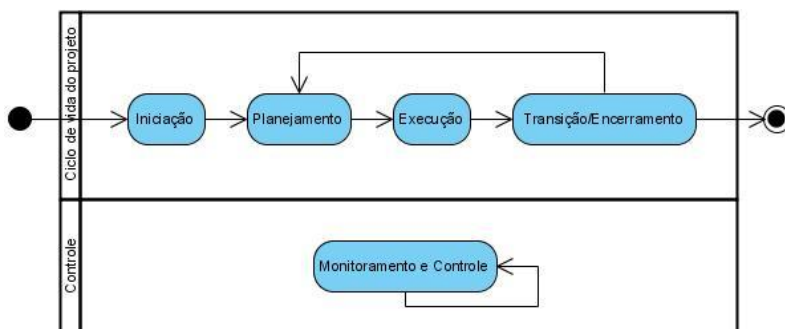 Ciclo de vida do projeto
Iniciação
Planejamento
Execução
Transição/Encerramento
Controle
Monitoramento e Controle